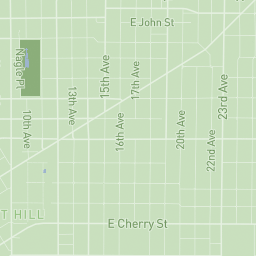 E John St
Nagle Pl
15th Ave
17th Ave
23rd Ave
13th Ave
10th Ave
16th Ave
20th Ave
22nd Ave
T HILL
E Cherry St